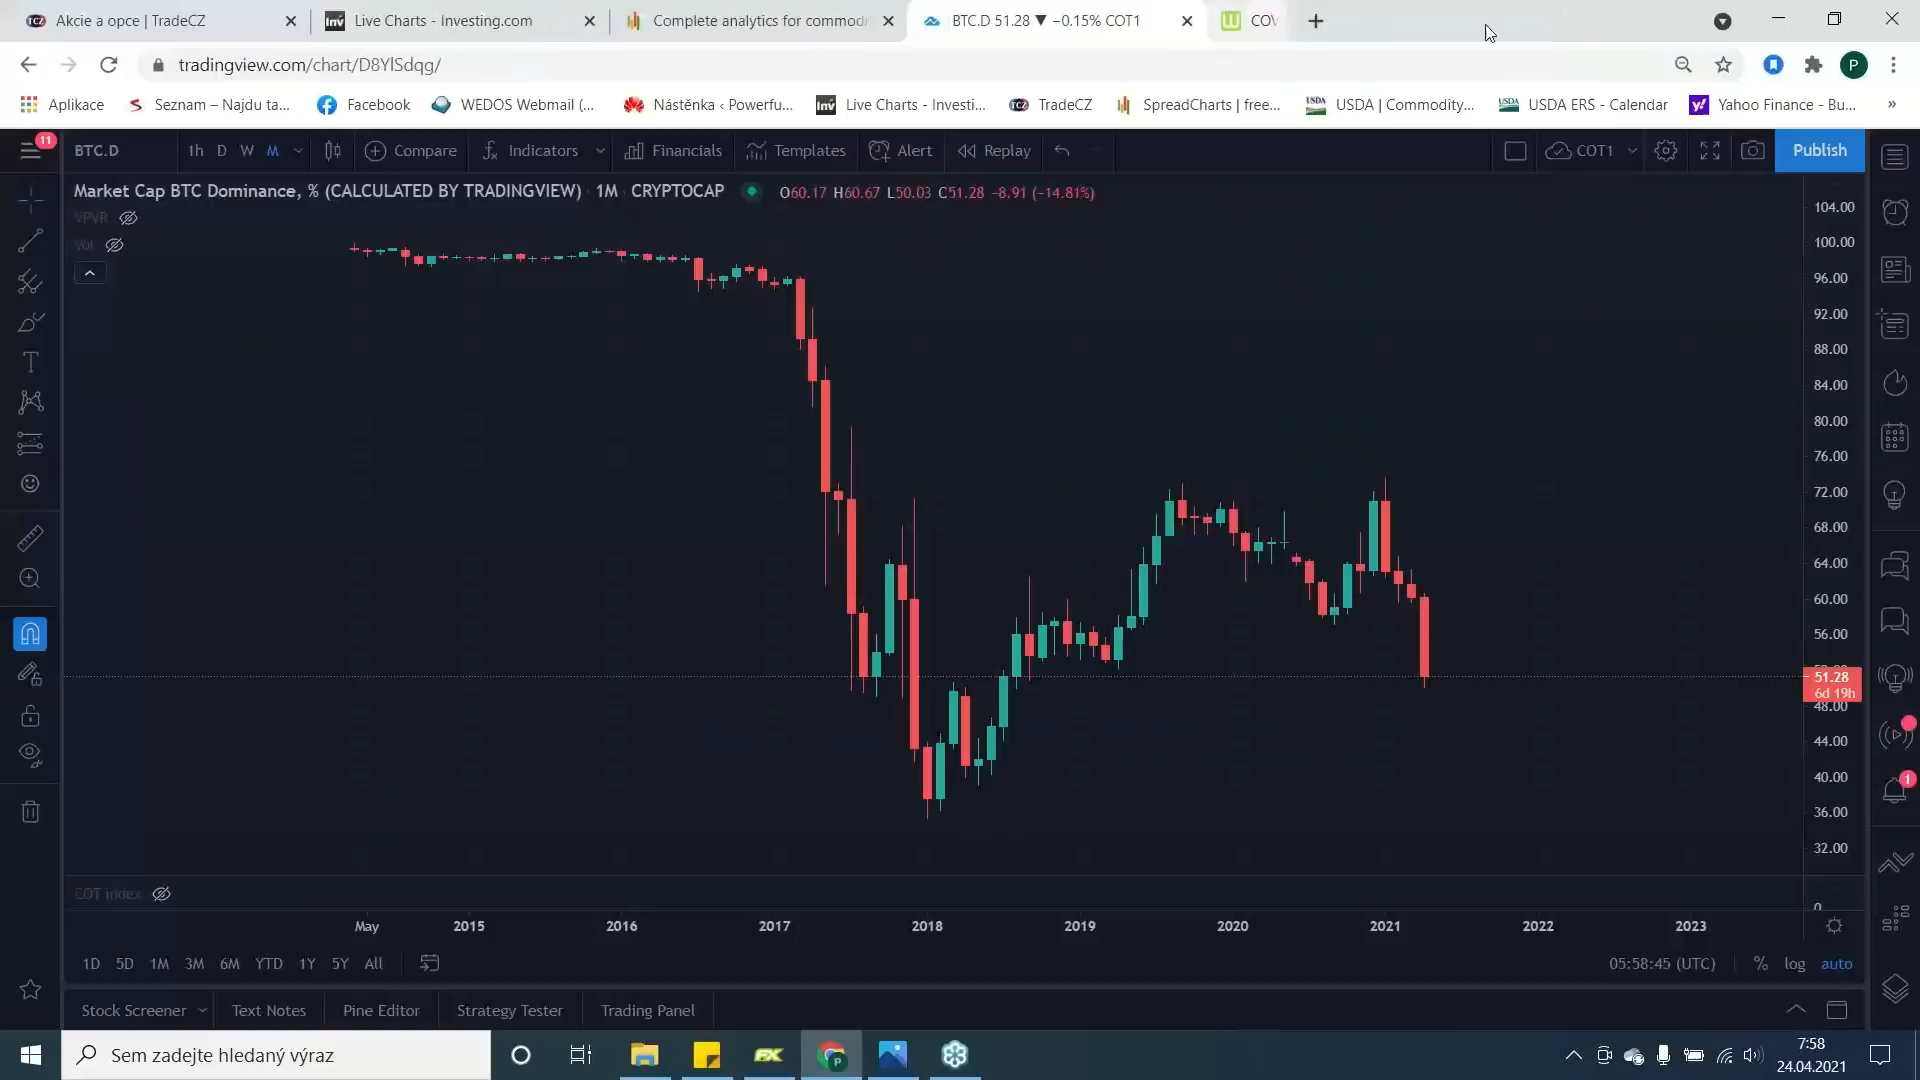 Akcie a opce | TradeCZ
Live Charts - Investing.com
Complete analytics for commod
BTC.D 51.28 ▼ −0.15% COT1
COV
tradingview.com/chart/D8YlSdqg/
P
Aplikace
Seznam – Najdu ta...
Facebook
WEDOS Webmail (...
Nástěnka ‹ Powerfu...
Live Charts - Investi...
TradeCZ
SpreadCharts | free...
USDA | Commodity...
USDA ERS - Calendar
Yahoo Finance - Bu...
»
11
BTC.D
1h D W M
Compare
Indicators
Financials
Templates
Alert
Replay
COT1
Publish
Market Cap BTC Dominance, % (CALCULATED BY TRADINGVIEW) 1M CRYPTOCAP
O60.17 H60.67 L50.03 C51.28 −8.91 (−14.81%)
VPVR
Vol
104.00
100.00
96.00
92.00
88.00
84.00
80.00
76.00
72.00
68.00
64.00
60.00
56.00
51.28
6d 19h
48.00
44.00
40.00
36.00
32.00
1
COT index
0
May 2015 2016 2017 2018 2019 2020 2021 2022 2023
1D 5D 1M 3M 6M YTD 1Y 5Y All
05:58:45 (UTC) % log auto
Stock Screener
Text Notes
Pine Editor
Strategy Tester
Trading Panel
Sem zadejte hledaný výraz
FX
7:58
24.04.2021